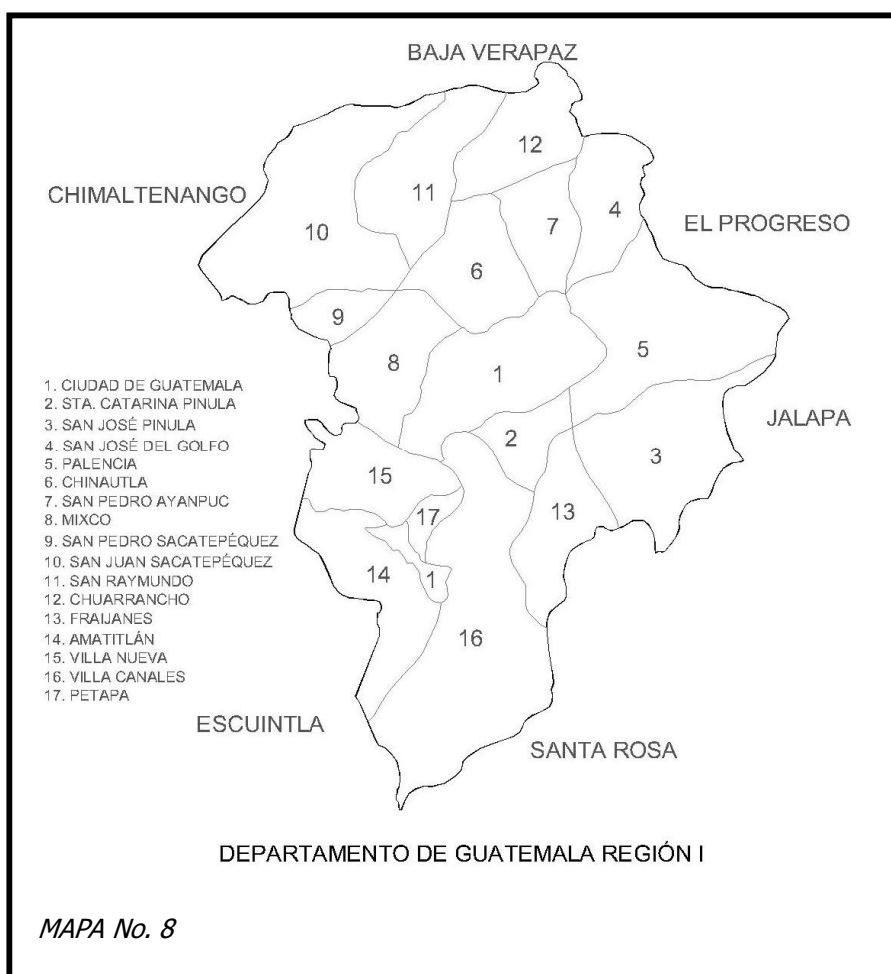 BAJA VERAPAZ
12
CHIMALTENANGO
11
4
7
EL PROGRESO
10
6
9
5
8
1
1. CIUDAD DE GUATEMALA
2. STA. CATARINA PINULA
3. SAN JOSÉ PINULA
4. SAN JOSÉ DEL GOLFO
5. PALENCIA
6. CHINAUTLA
7. SAN PEDRO AYANPUC
8. MIXCO
9. SAN PEDRO SACATEPÉQUEZ
10. SAN JUAN SACATEPÉQUEZ
11. SAN RAYMUNDO
12. CHUARRANCHO
13. FRAIJANES
14. AMATITLÁN
15. VILLA NUEVA
16. VILLA CANALES
17. PETAPA
JALAPA
2
3
15
17
13
14
1
16
ESCUINTLA
SANTA ROSA
DEPARTAMENTO DE GUATEMALA REGIÓN I
MAPA No. 8